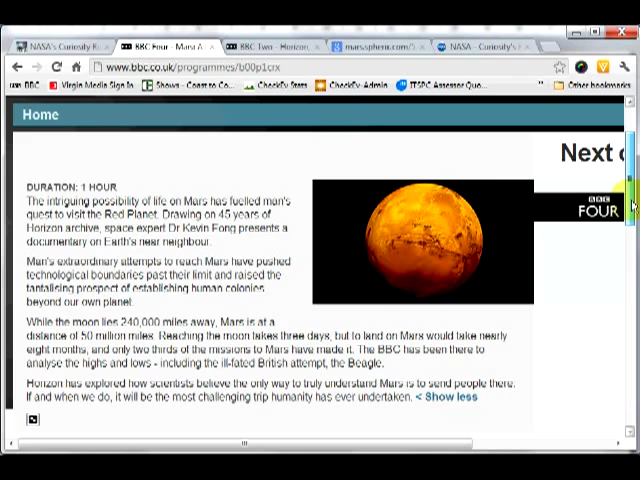 NASA's Curiosity R
BBC Four - Mars: A
BBC Two - Horizon,
mars.sphem.com/
NASA - Curiosity's
www.bbc.co.uk/programmes/b00p1crx
BBC
Virgin Media Sign In
Shows - Coast to Co...
CheckEv Stats
CheckEv-Admin
ITSPC Assessor Quo...
»
Other bookmarks
Home
Next
DURATION: 1 HOUR
The intriguing possibility of life on Mars has fuelled man's
quest to visit the Red Planet. Drawing on 45 years of
Horizon archive, space expert Dr Kevin Fong presents a
documentary on Earth's near neighbour.
BBC
FOUR
Man's extraordinary attempts to reach Mars have pushed
technological boundaries past their limit and raised the
tantalising prospect of establishing human colonies
beyond our own planet.
While the moon lies 240,000 miles away, Mars is at a
distance of 50 million miles. Reaching the moon takes three days, but to land on Mars would take nearly
eight months, and only two thirds of the missions to Mars have made it. The BBC has been there to
analyse the highs and lows - including the ill-fated British attempt, the Beagle.
Horizon has explored how scientists believe the only way to truly understand Mars is to send people there.
If and when we do, it will be the most challenging trip humanity has ever undertaken. < Show less